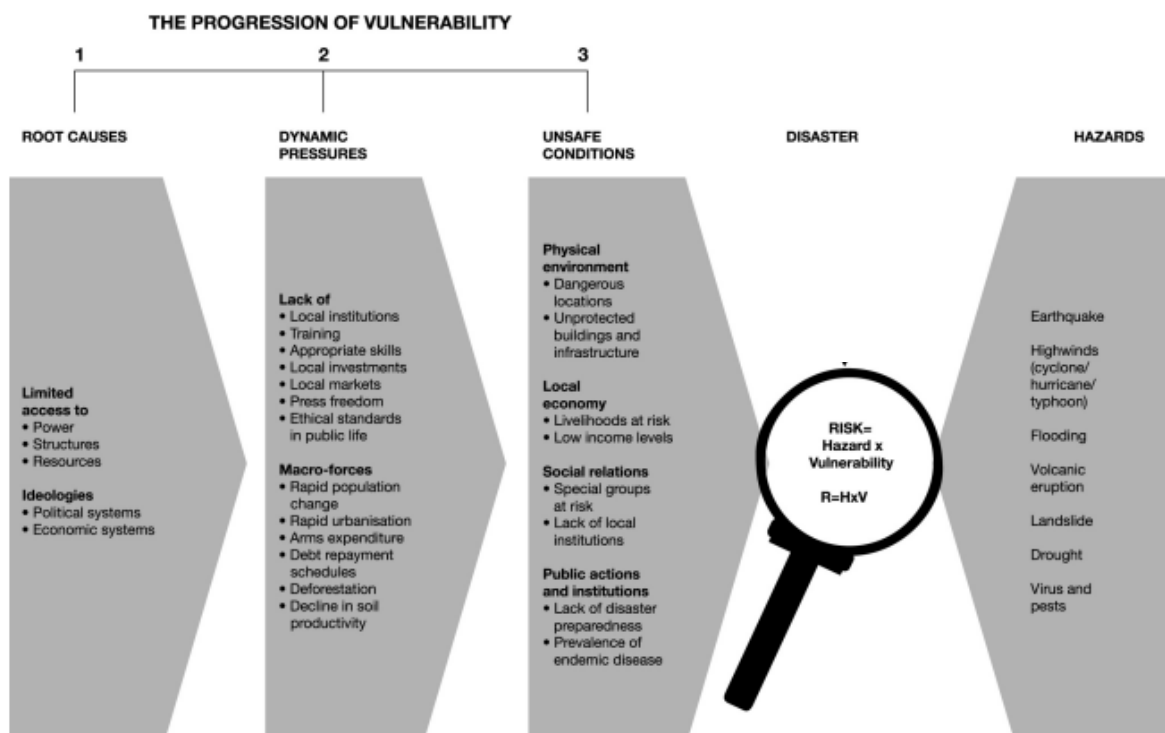 THE PROGRESSION OF VULNERABILITY
1
2
3
ROOT CAUSES
Limited
access to
• Power
• Structures
• Resources
Ideologies
• Political systems
• Economic systems
DYNAMIC
PRESSURES
Lack of
• Local institutions
• Training
• Appropriate skills
• Local investments
• Local markets
• Press freedom
• Ethical standards
in public life
Macro-forces
• Rapid population
change
• Rapid urbanisation
• Arms expenditure
• Debt repayment
schedules
• Deforestation
• Decline in soil
productivity
UNSAFE
CONDITIONS
Physical
environment
• Dangerous
locations
• Unprotected
buildings and
infrastructure
Local
economy
• Livelihoods at risk
• Low income levels
Social relations
• Special groups
at risk
• Lack of local
institutions
Public actions
and institutions
• Lack of disaster
preparedness
• Prevalence of
endemic disease
DISASTER
RISK=
Hazard x
Vulnerability
R=HxV
HAZARDS
Earthquake
Highwinds
(cyclone/
hurricane/
typhoon)
Flooding
Volcanic
eruption
Landslide
Drought
Virus and
pests